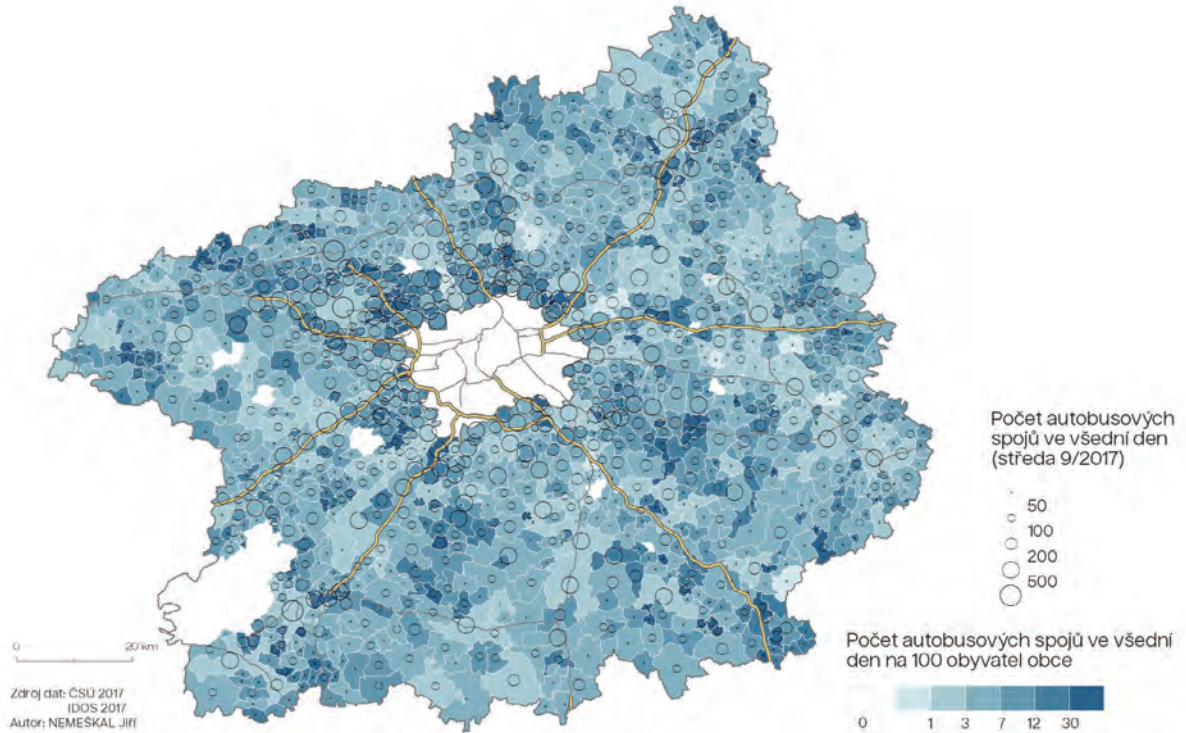 Počet autobusových
spojů ve všední den
(středa 9/2017)
50
100
200
500
Počet autobusových spojů ve všední
den na 100 obyvatel obce
0 1 3 7 12 30
0 20 km
Zdroj dat: ČSÚ 2017
IDOS 2017
Autor: NEMEŠKAL Jiří